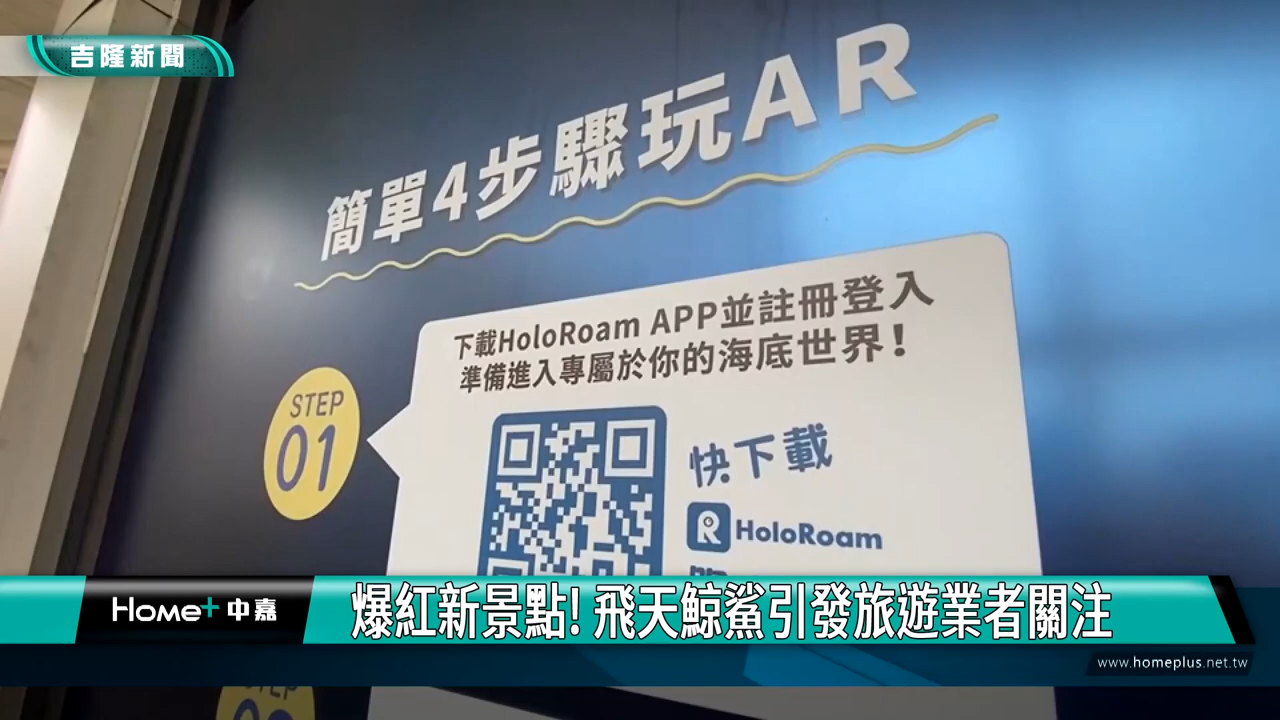 吉隆新聞
簡單4步驟玩AR
下載HoloRoam APP並註冊登入
準備進入專屬於你的海底世界！
STEP
01
快下載
HoloRoam
STEP
Home+中嘉
爆紅新景點! 飛天鯨鯊引發旅遊業者關注
www.homeplus.net.tw